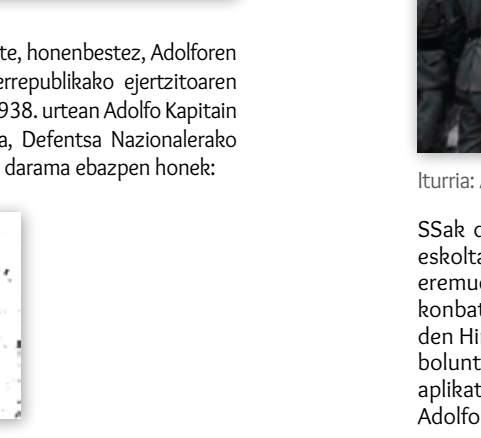 te, honenbestez, Adolforen
errepublikako ejertzitoaren
938. urtean Adolfo Kapitain
a, Defentsa Nazionalerako
darama ebazpen honek:
Iturria:
SSak
eskolta
eremu
konbat
den Hi
bolunt
aplikat
Adolfo